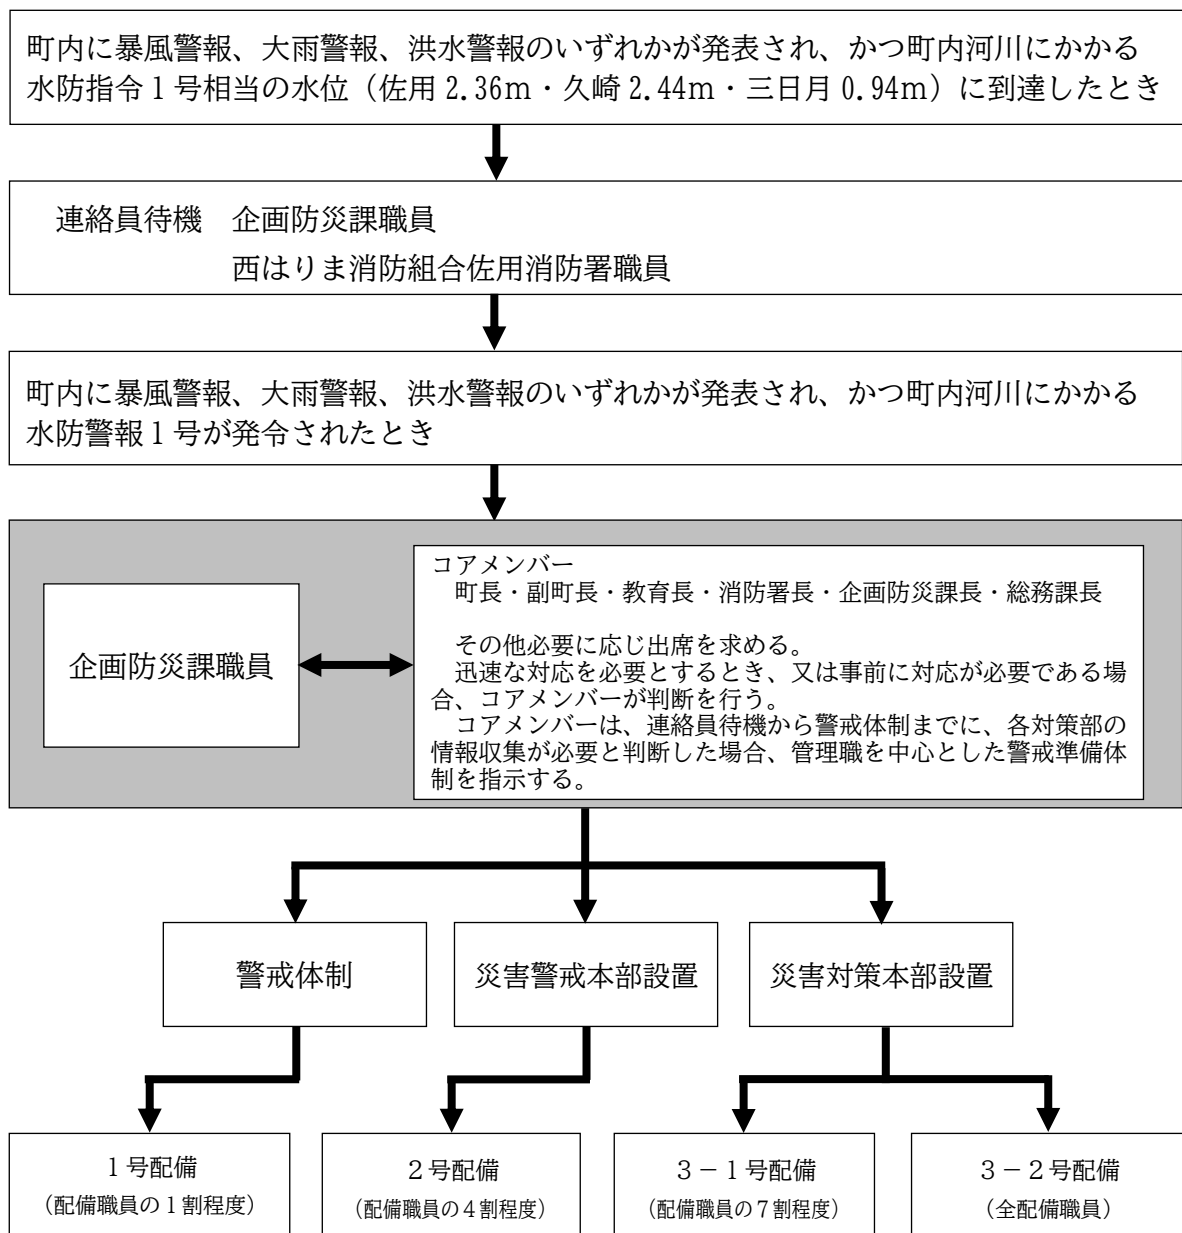 町内に暴風警報、大雨警報、洪水警報のいずれかが発表され、かつ町内河川にかかる
水防指令１号相当の水位（佐用 2.36m・久崎 2.44m・三日月 0.94m）に到達したとき
連絡員待機　企画防災課職員
西はりま消防組合佐用消防署職員
町内に暴風警報、大雨警報、洪水警報のいずれかが発表され、かつ町内河川にかかる
水防警報１号が発令されたとき
企画防災課職員
コアメンバー
町長・副町長・教育長・消防署長・企画防災課長・総務課長
その他必要に応じ出席を求める。
迅速な対応を必要とするとき、又は事前に対応が必要である場
合、コアメンバーが判断を行う。
コアメンバーは、連絡員待機から警戒体制までに、各対策部の
情報収集が必要と判断した場合、管理職を中心とした警戒準備体
制を指示する。
警戒体制
災害警戒本部設置
災害対策本部設置
１号配備
（配備職員の１割程度）
２号配備
（配備職員の４割程度）
３－１号配備
（配備職員の７割程度）
３－２号配備
（全配備職員）